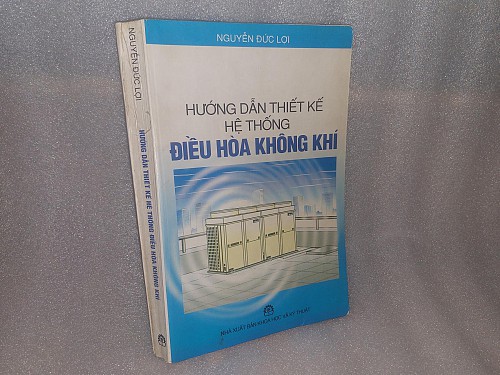 NGUYỄN ĐỨC LỢI
HƯỚNG DẪN THIẾT KẾ HỆ THỐNG ĐIỀU HÒA KHÔNG KHÍ
NGUYỄN ĐỨC LỢI
HƯỚNG DẪN THIẾT KẾ
HỆ THỐNG
ĐIỀU HÒA KHÔNG KHÍ
NHÀ XUẤT BẢN KHOA HỌC VÀ KỸ THUẬT